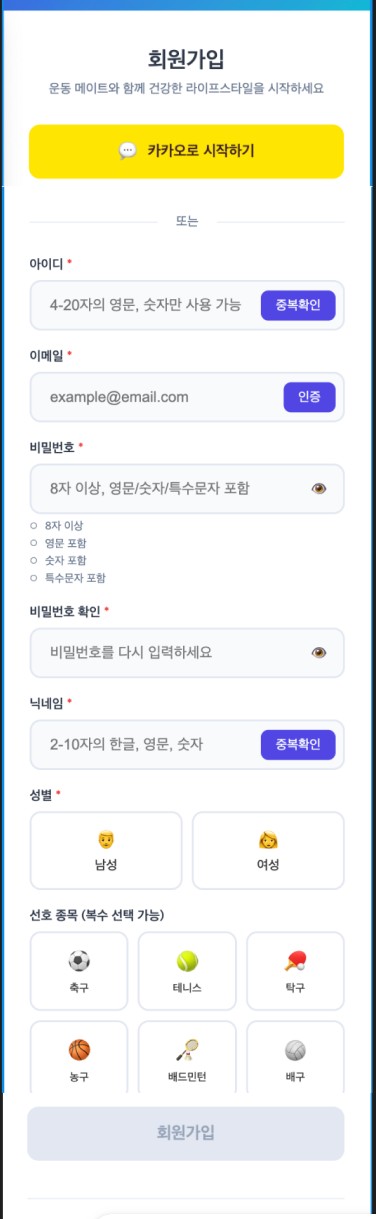 회원가입
운동 메이트와 함께 건강한 라이프스타일을 시작하세요
카카오로 시작하기
또는
아이디 *
4-20자의 영문, 숫자만 사용 가능 중복확인
이메일 *
example@email.com 인증
비밀번호 *
8자 이상, 영문/숫자/특수문자 포함
8자 이상
영문 포함
숫자 포함
특수문자 포함
비밀번호 확인 *
비밀번호를 다시 입력하세요
닉네임 *
2-10자의 한글, 영문, 숫자 중복확인
성별 *
남성 여성
선호 종목 (복수 선택 가능)
축구 테니스 탁구
농구 배드민턴 배구
회원가입